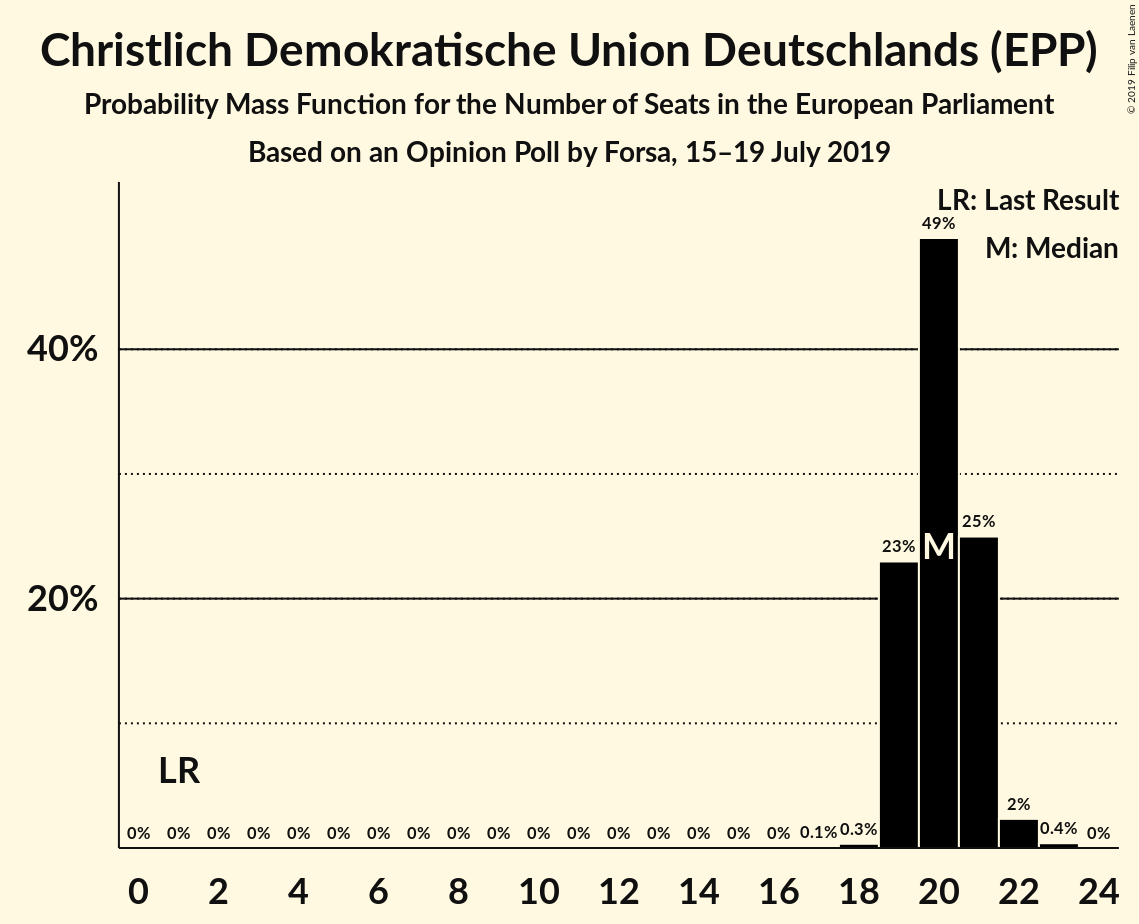 Christlich Demokratische Union Deutschlands (EPP)
Probability Mass Function for the Number of Seats in the European Parliament
Based on an Opinion Poll by Forsa, 15–19 July 2019
© 2019 Filip van Laenen
LR: Last Result
M: Median
49%
40%
25%
23%
M
20%
LR
0% 0% 0% 0% 0% 0% 0% 0% 0% 0% 0% 0% 0% 0% 0% 0% 0% 0.1% 0.3% 2% 0.4% 0%
0 2 4 6 8 10 12 14 16 18 20 22 24